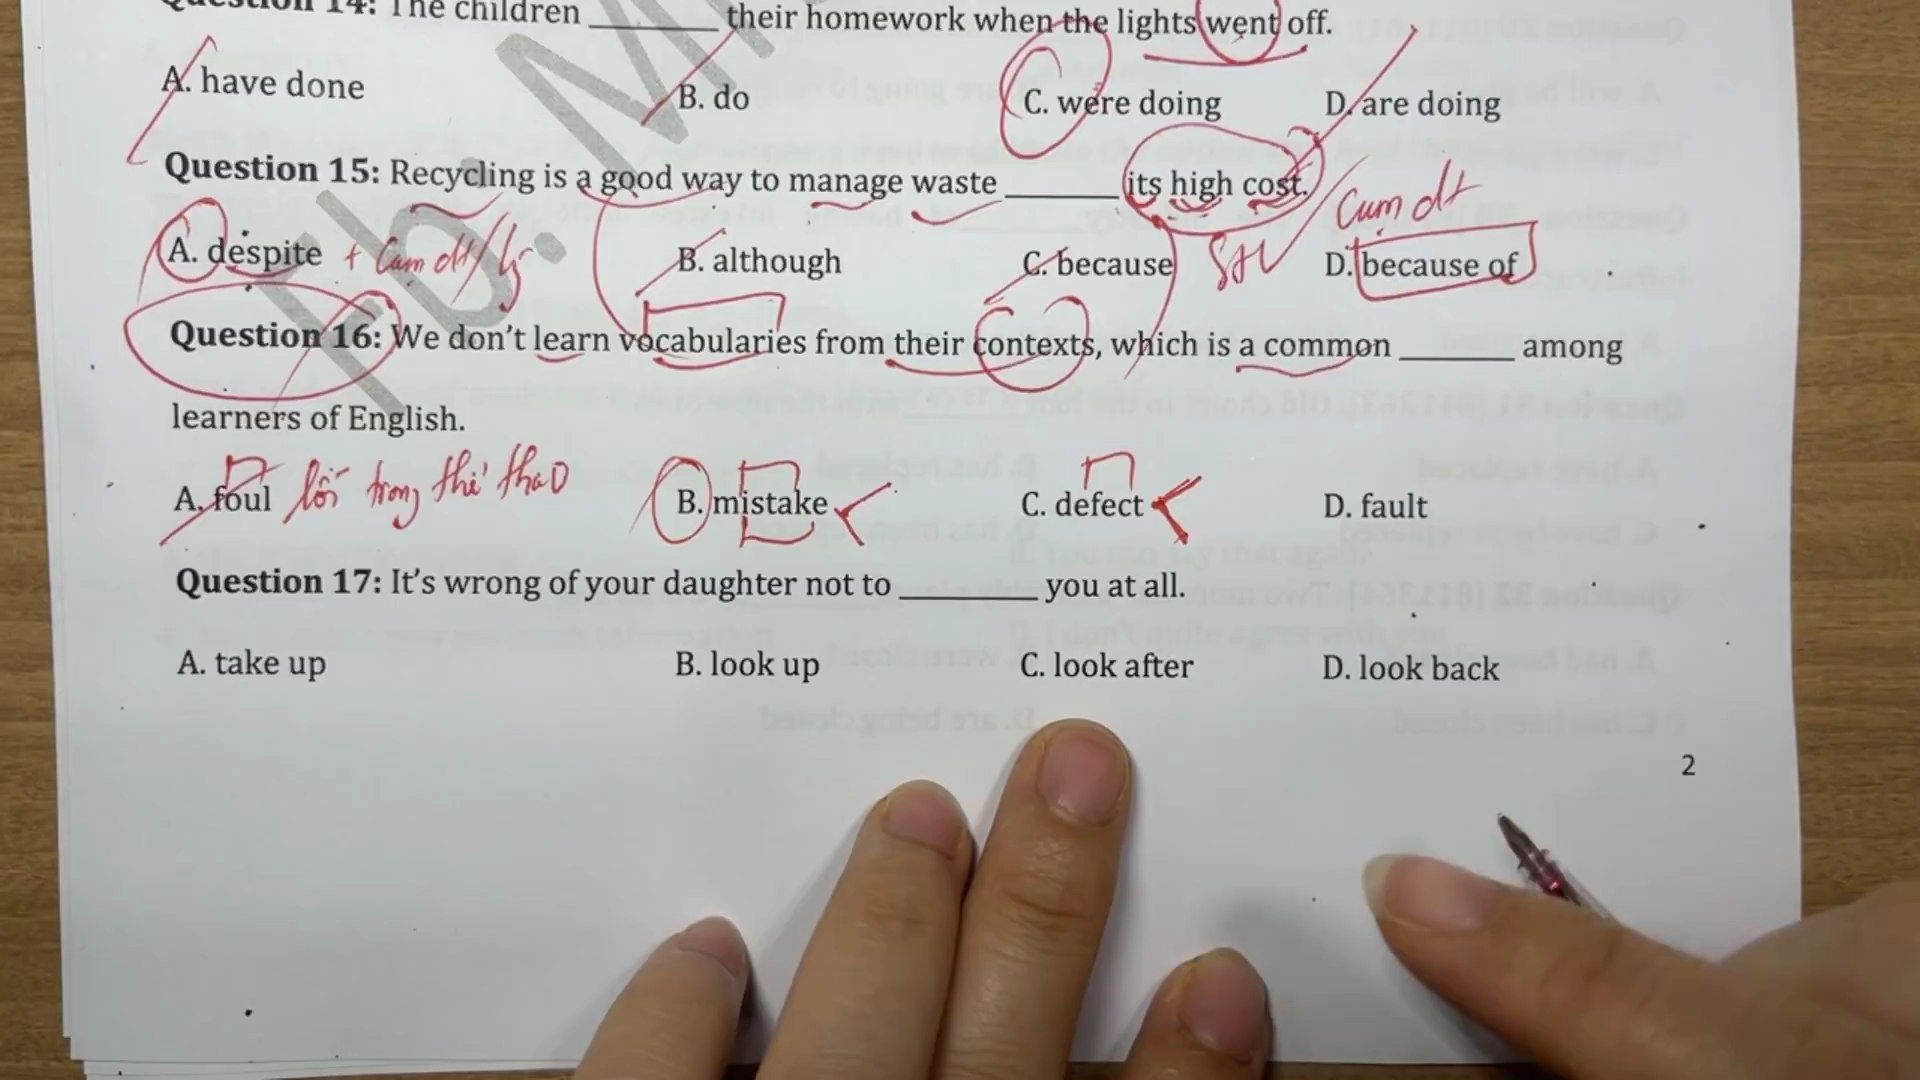 Question 14: The children ________ their homework when the lights went off.
A. have done B. do C. were doing D. are doing
Question 15: Recycling is a good way to manage waste ________ its high cost.
cụm dt
A. despite + cụm dt/ B. although C. because S+V D. because of
Question 16: We don't learn vocabularies from their contexts, which is a common ________ among
learners of English.
A. foul lỗi trong thể thao B. mistake C. defect D. fault
Question 17: It's wrong of your daughter not to ________ you at all.
A. take up B. look up C. look after D. look back
2